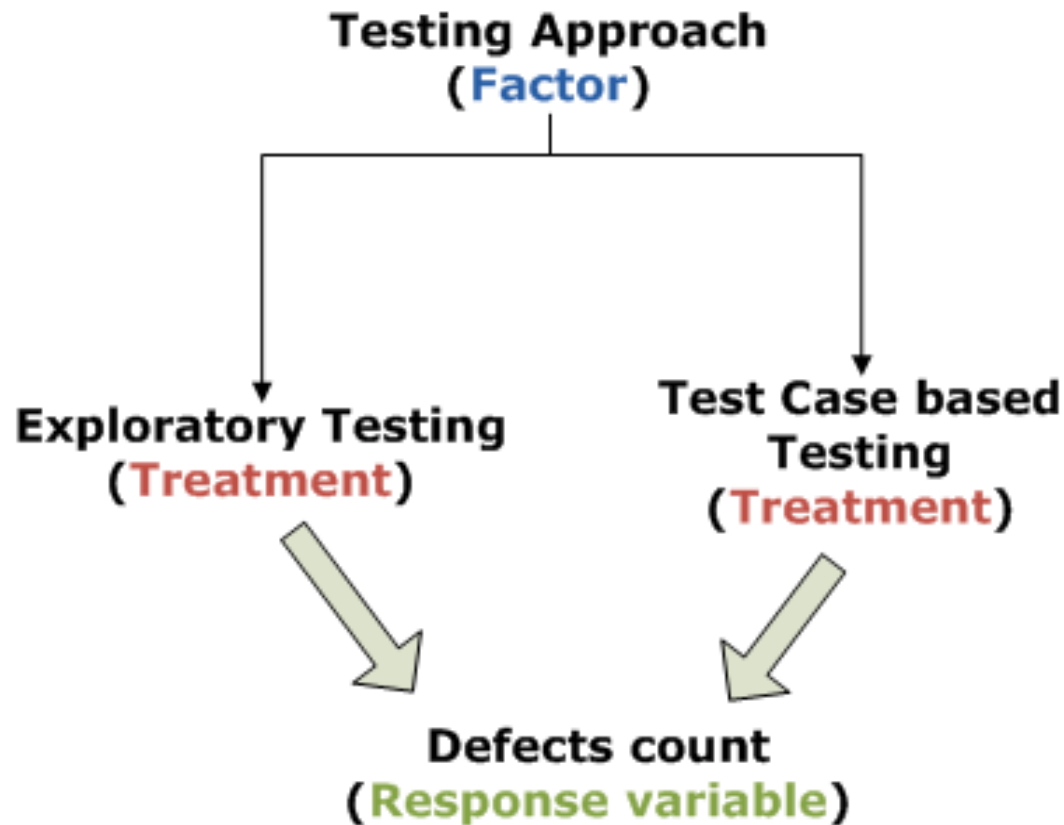 Testing Approach
(Factor)
Exploratory Testing
(Treatment)
Test Case based
Testing
(Treatment)
Defects count
(Response variable)